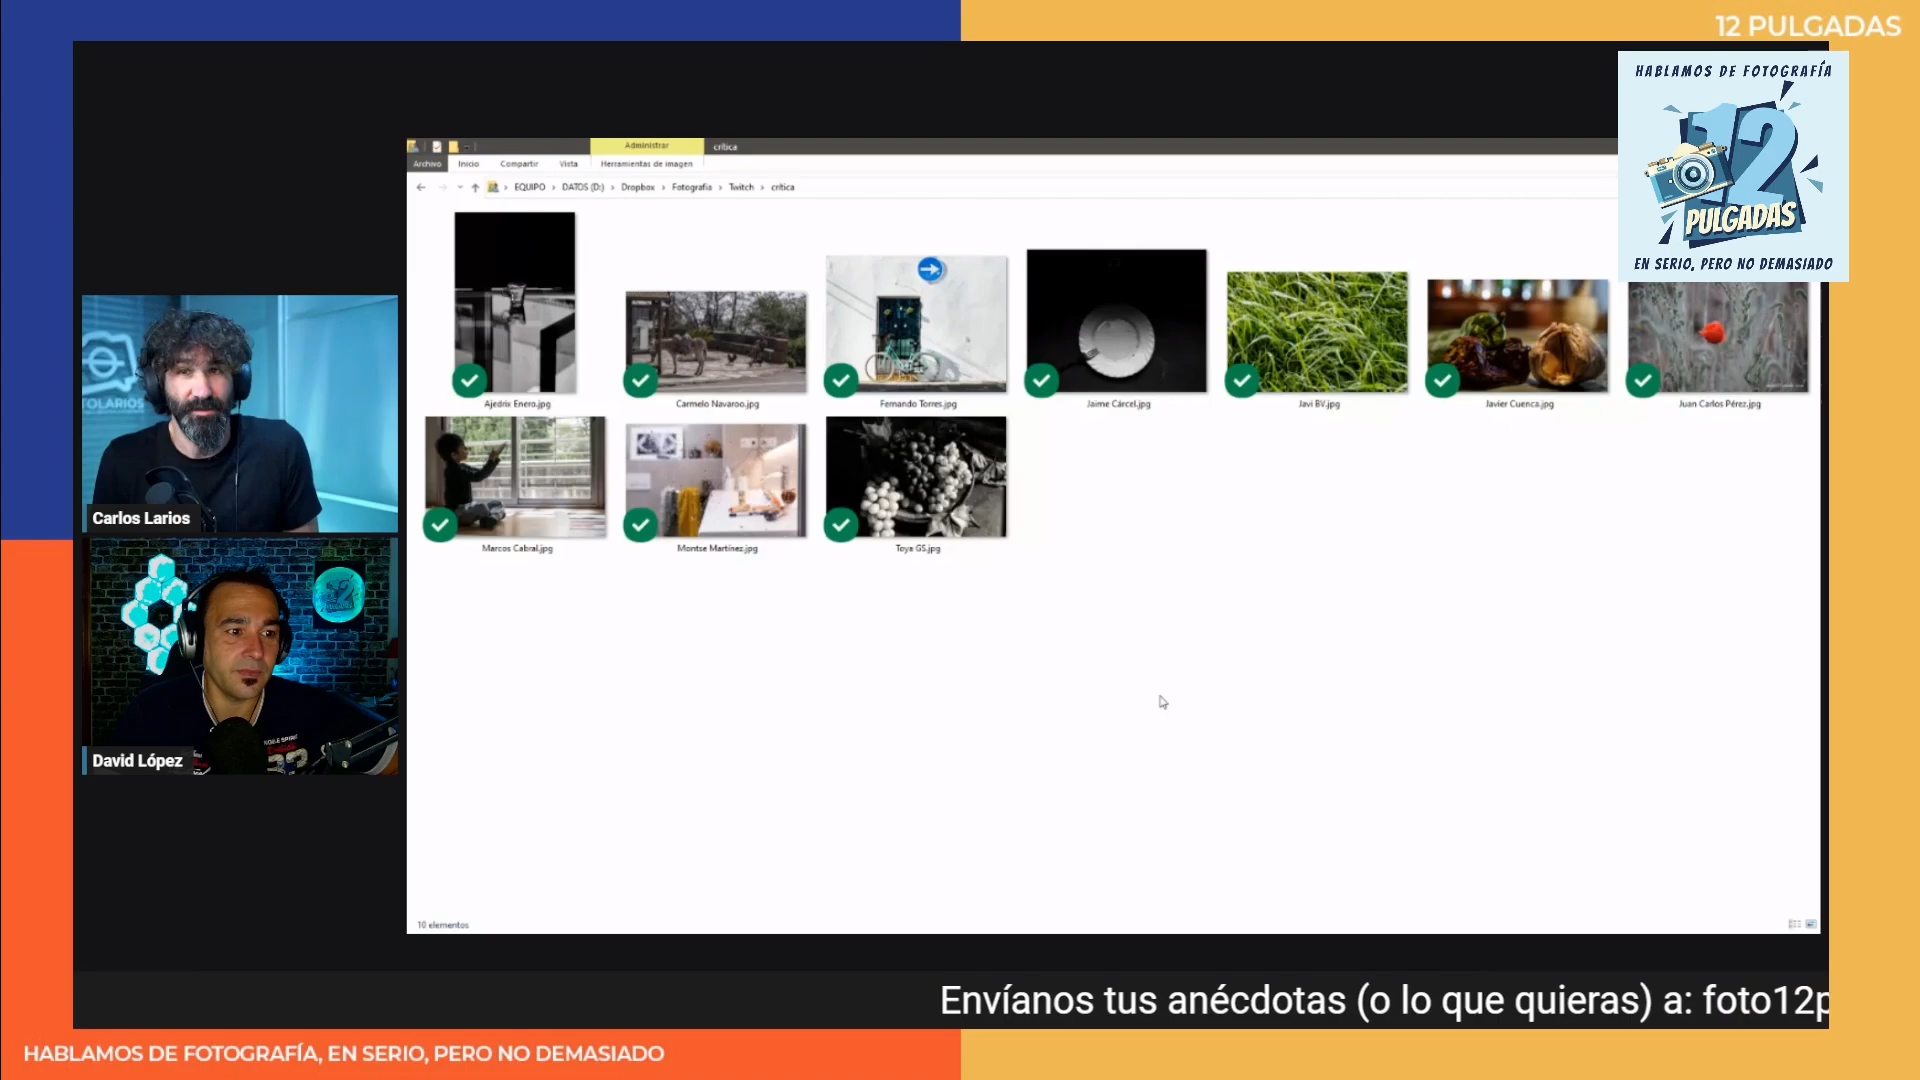 12 PULGADAS
HABLAMOS DE FOTOGRAFÍA
12
PULGADAS
EN SERIO, PERO NO DEMASIADO
Administrar
crítica
Archivo
Inicio
Compartir
Vista
Herramientas de imagen
EQUIPO > DATOS (D:) > Dropbox > Fotografía > Twitch > crítica
Ajedrix Enero.jpg
Carmelo Navaroo.jpg
Fernando Torres.jpg
Jaime Cárcel.jpg
Javi BV.jpg
Javier Cuenca.jpg
Juan Carlos Pérez.jpg
Marcos Cabral.jpg
Montse Martínez.jpg
Toya GS.jpg
TOLARIOS
Carlos Larios
12
David López
10 elementos
Envíanos tus anécdotas (o lo que quieras) a: foto12p
HABLAMOS DE FOTOGRAFÍA, EN SERIO, PERO NO DEMASIADO